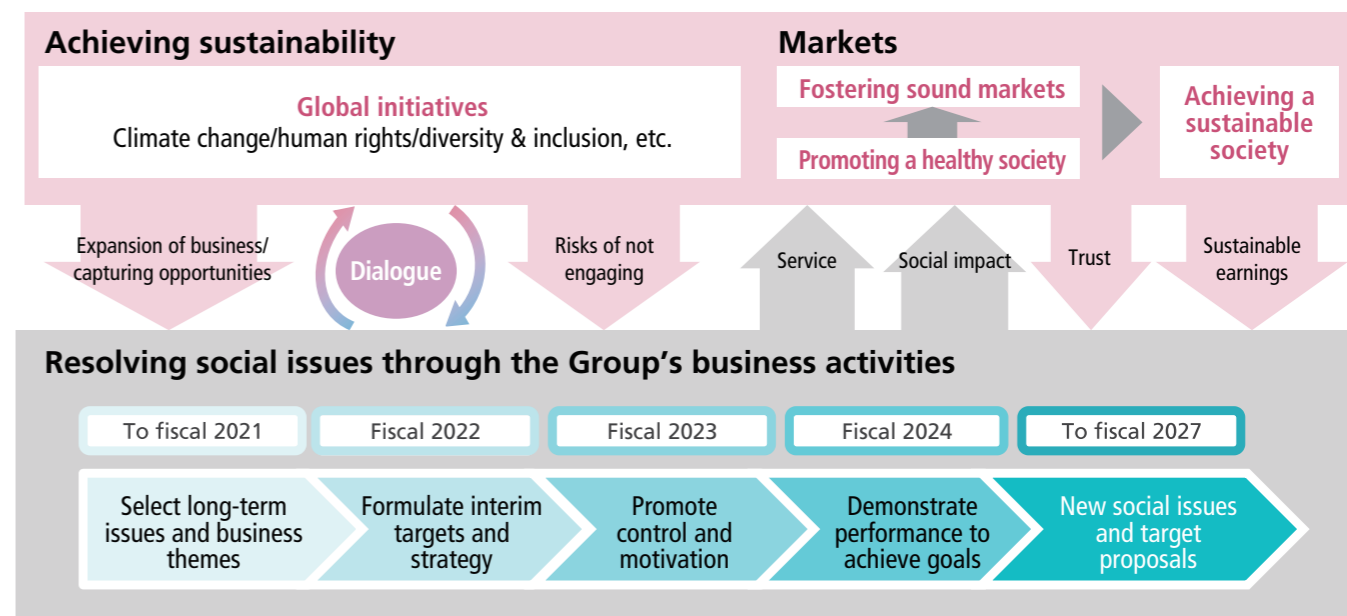 Achieving sustainability
Global initiatives
Climate change/human rights/diversity & inclusion, etc.
Markets
Fostering sound markets
Promoting a healthy society
Achieving a
sustainable
society
Expansion of business/
capturing opportunities
Dialogue
Risks of not
engaging
Service
Social impact
Trust
Sustainable
earnings
Resolving social issues through the Group’s business activities
To fiscal 2021
Fiscal 2022
Fiscal 2023
Fiscal 2024
To fiscal 2027
Select long-term
issues and business
themes
Formulate interim
targets and
strategy
Promote
control and
motivation
Demonstrate
performance to
achieve goals
New social issues
and target
proposals